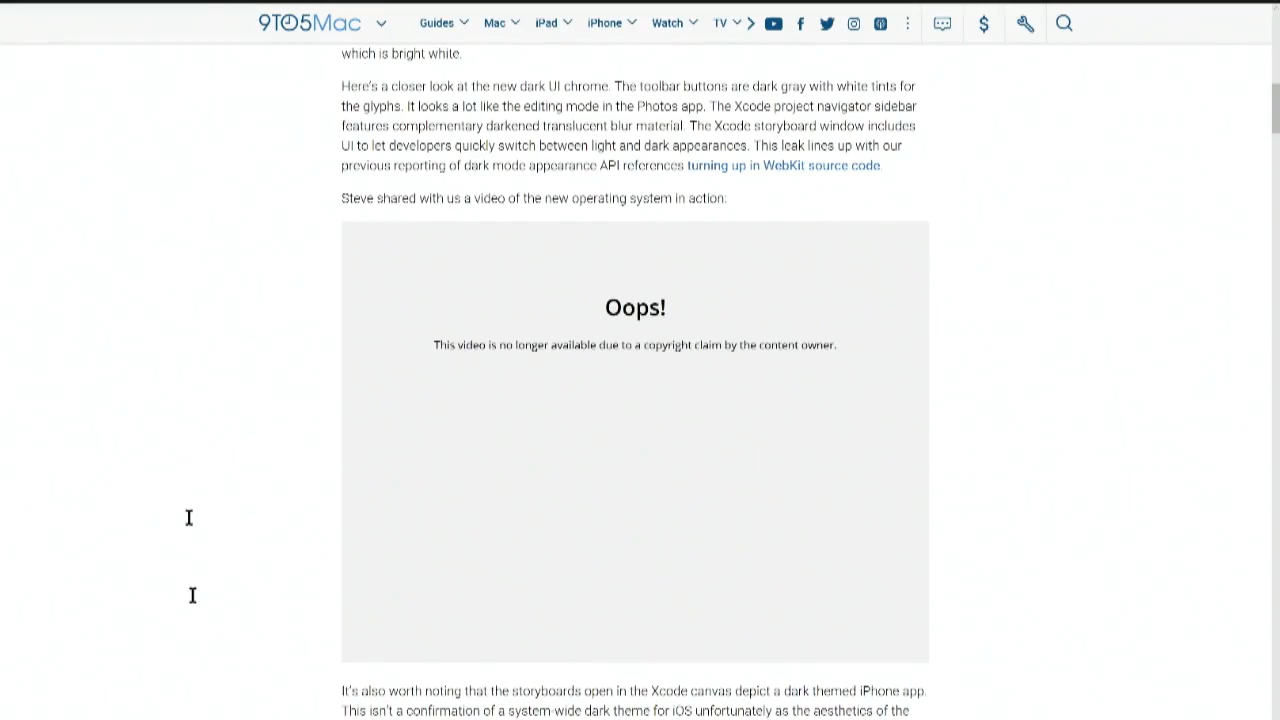 9TO5Mac Guides Mac iPad iPhone Watch TV $
which is bright white.
Here's a closer look at the new dark UI chrome. The toolbar buttons are dark gray with white tints for
the glyphs. It looks a lot like the editing mode in the Photos app. The Xcode project navigator sidebar
features complementary darkened translucent blur material. The Xcode storyboard window includes
UI to let developers quickly switch between light and dark appearances. This leak lines up with our
previous reporting of dark mode appearance API references turning up in WebKit source code.
Steve shared with us a video of the new operating system in action:
Oops!
This video is no longer available due to a copyright claim by the content owner.
It's also worth noting that the storyboards open in the Xcode canvas depict a dark themed iPhone app.
This isn't a confirmation of a system-wide dark theme for iOS unfortunately as the aesthetics of the